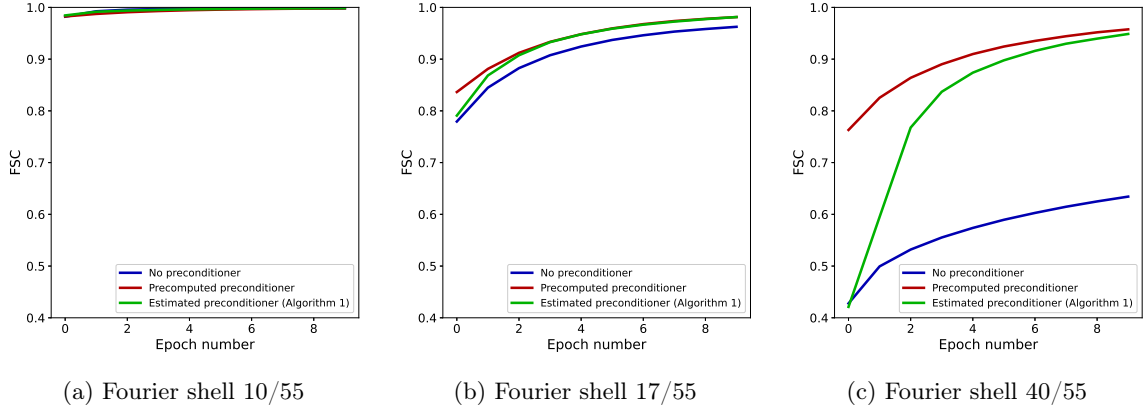 1.0
0.9
0.8
0.7
0.6
0.5
0.4
FSC
0 2 4 6 8
Epoch number
No preconditioner
Precomputed preconditioner
Estimated preconditioner (Algorithm 1)
(a) Fourier shell 10/55
1.0
0.9
0.8
0.7
0.6
0.5
0.4
FSC
0 2 4 6 8
Epoch number
No preconditioner
Precomputed preconditioner
Estimated preconditioner (Algorithm 1)
(b) Fourier shell 17/55
1.0
0.9
0.8
0.7
0.6
0.5
0.4
FSC
0 2 4 6 8
Epoch number
No preconditioner
Precomputed preconditioner
Estimated preconditioner (Algorithm 1)
(c) Fourier shell 40/55